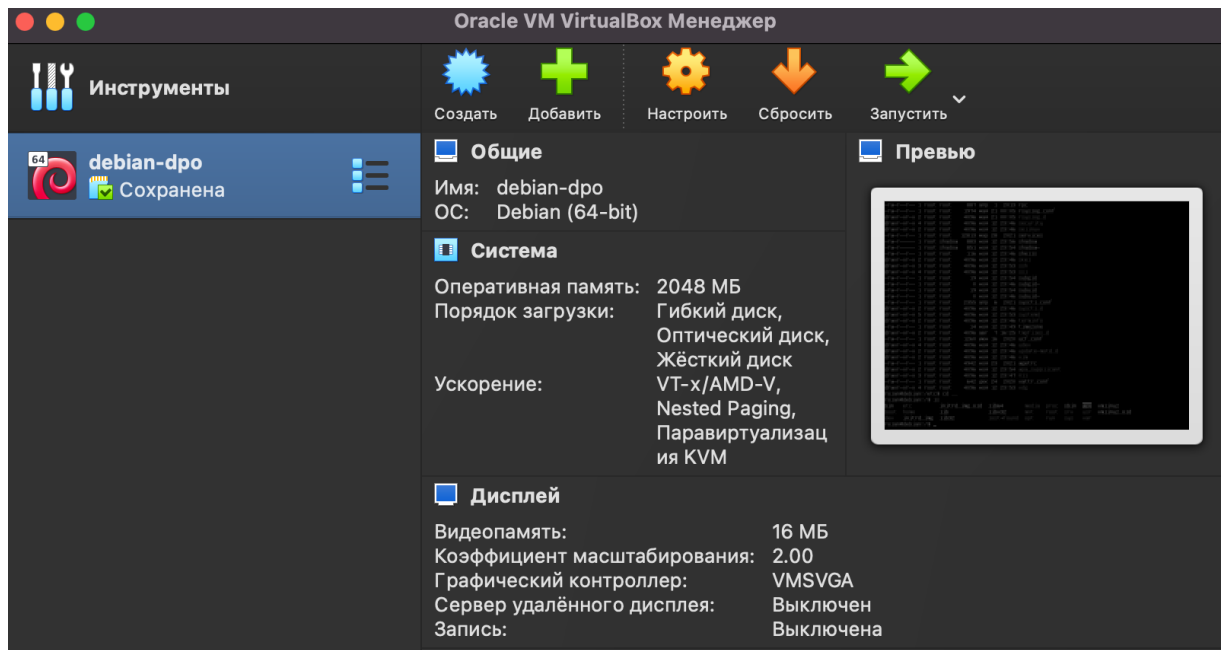 Oracle VM VirtualBox Менеджер
Инструменты
Создать
Добавить
Настроить
Сбросить
Запустить
64
debian-dpo
Сохранена
Общие
Имя: debian-dpo
ОС: Debian (64-bit)
Система
Оперативная память: 2048 МБ
Порядок загрузки: Гибкий диск,
Оптический диск,
Жёсткий диск
Ускорение: VT-x/AMD-V,
Nested Paging,
Паравиртуализац
ия KVM
Превью
Дисплей
Видеопамять: 16 МБ
Коэффициент масштабирования: 2.00
Графический контроллер: VMSVGA
Сервер удалённого дисплея: Выключен
Запись: Выключена